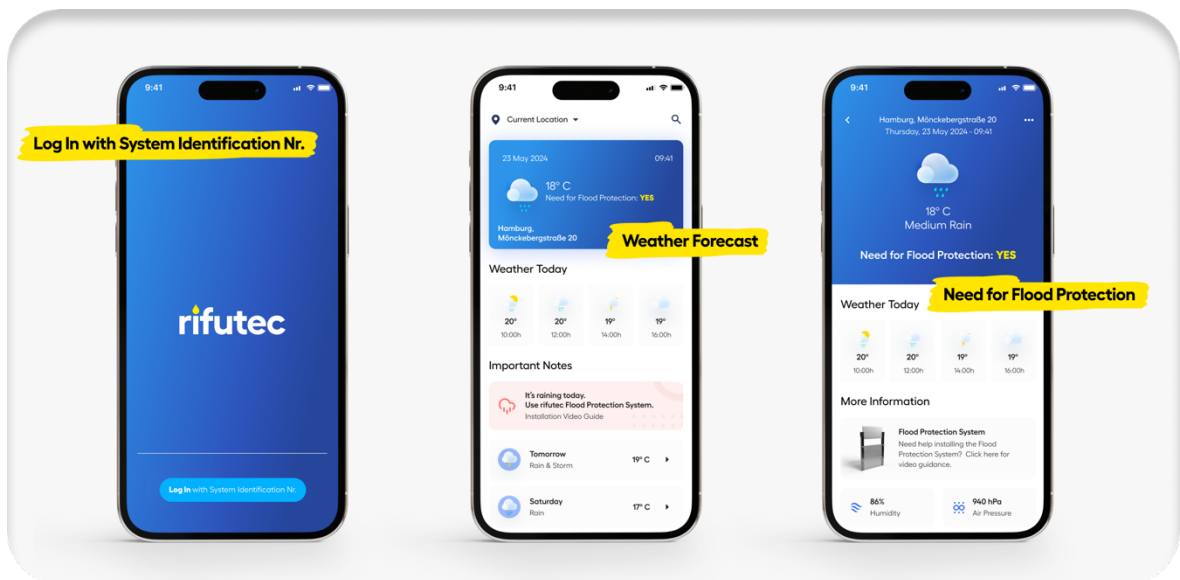 9:41
Log In with System Identification Nr.
rifutec
Log In with System Identification Nr.
9:41
Current Location
23 May 2024
09:41
18° C
Need for Flood Protection: YES
Hamburg,
Mönckebergstraße 20
Weather Forecast
Weather Today
20° 20° 19° 19°
10:00h 12:00h 14:00h 16:00h
Important Notes
It's raining today.
Use rifutec Flood Protection System.
Installation Video Guide
Tomorrow
Rain & Storm
19° C
Saturday
Rain
17° C
9:41
Hamburg, Mönckebergstraße 20
Thursday, 23 May 2024 - 09:41
18° C
Medium Rain
Need for Flood Protection: YES
Need for Flood Protection
Weather Today
20° 20° 19° 19°
10:00h 12:00h 14:00h 16:00h
More Information
Flood Protection System
Need help installing the Flood
Protection System? Click here for
video guidance.
86%
Humidity
940 hPa
Air Pressure